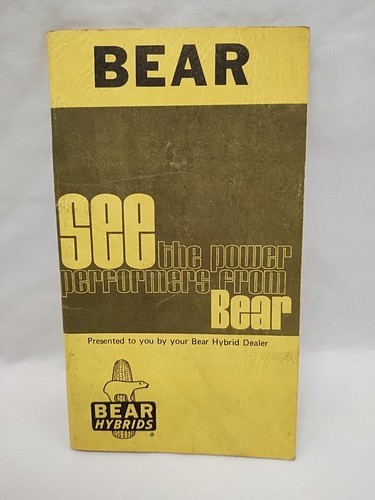 BEAR
See the power
performers from
Bear
Presented to you by your Bear Hybrid Dealer
BEAR
HYBRIDS
®